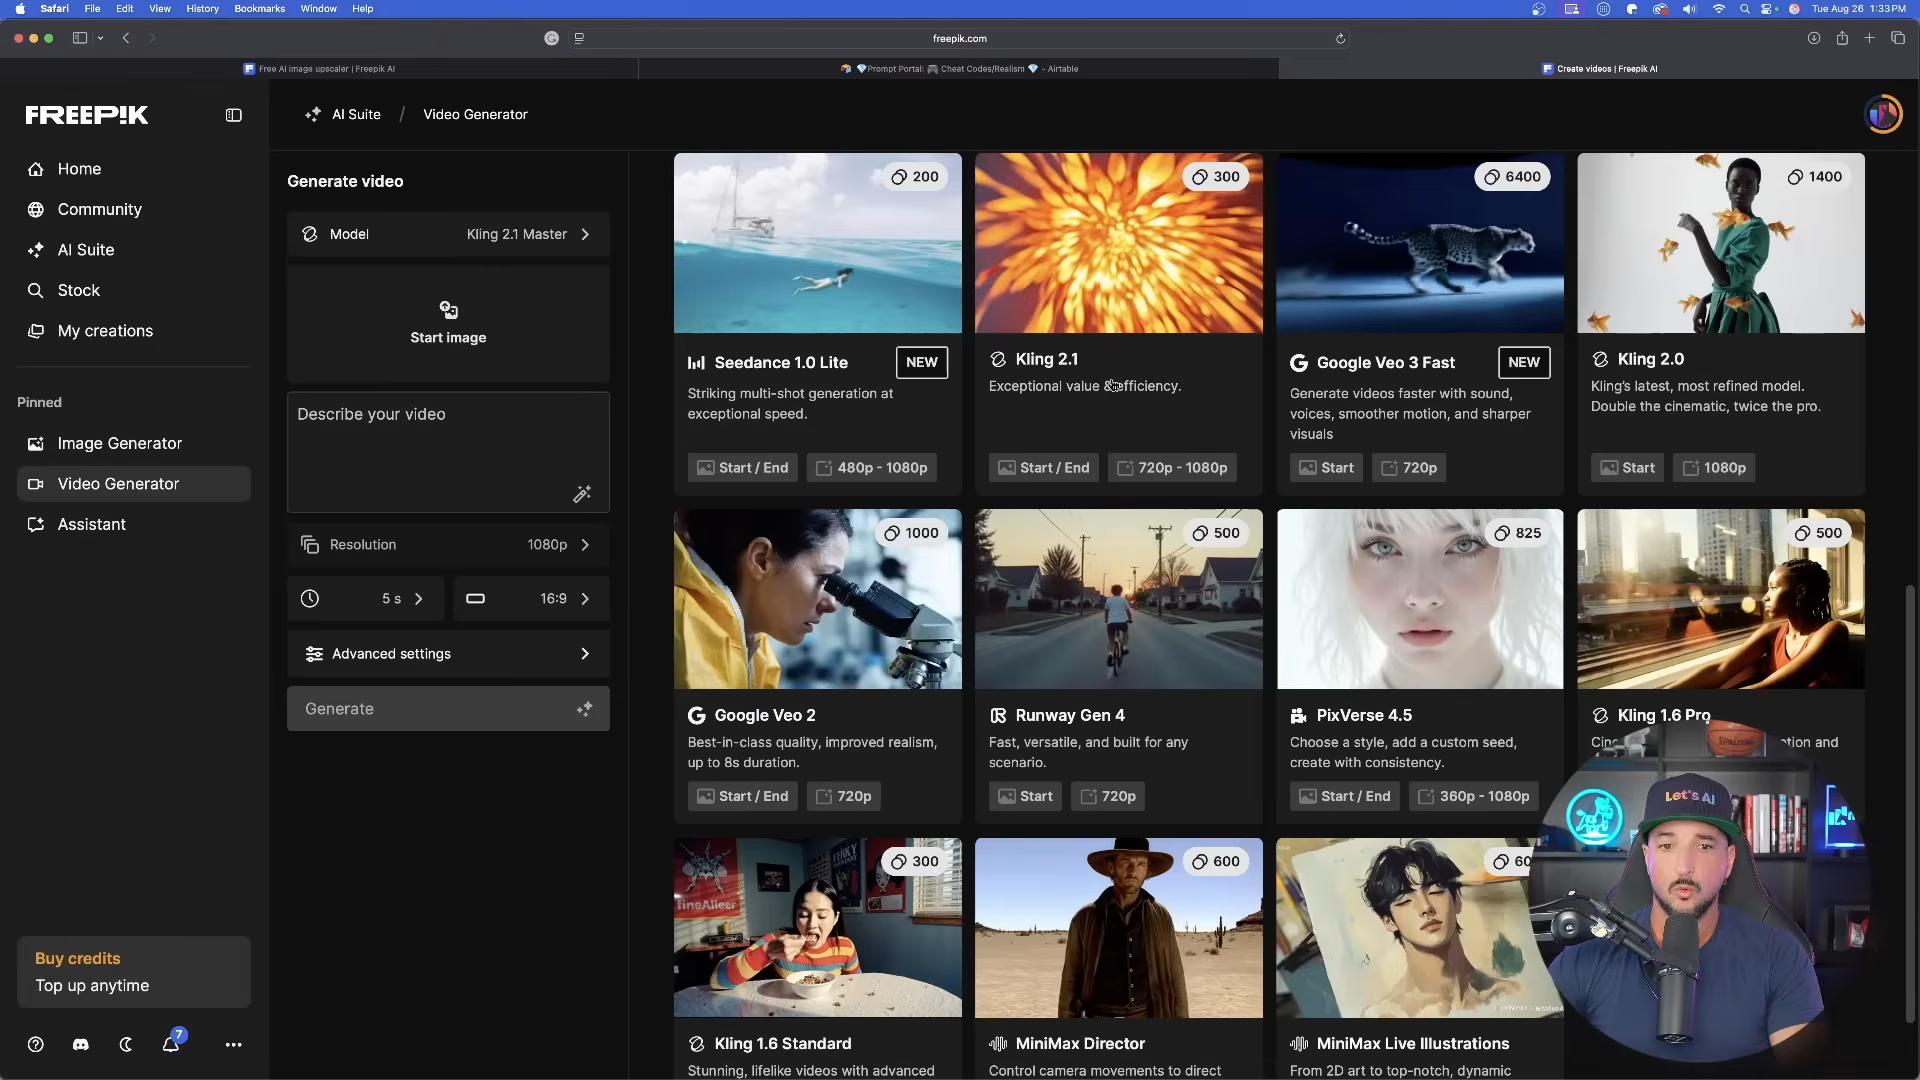 Safari File Edit View History Bookmarks Window Help
Tue Aug 26 1:33 PM
freepik.com
Free AI image upscaler | Freepik AI
💎Prompt Portal: 🎮 Cheat Codes/Realism 💎 - Airtable
Create videos | Freepik AI
FREEP!K
AI Suite / Video Generator
Home
Community
AI Suite
Stock
My creations
Pinned
Image Generator
Video Generator
Assistant
Buy credits
Top up anytime
7
Generate video
Model Kling 2.1 Master
Start image
Describe your video
Resolution 1080p
5 s
16:9
Advanced settings
Generate
200
Seedance 1.0 Lite NEW
Striking multi-shot generation at
exceptional speed.
Start / End 480p - 1080p
300
Kling 2.1
Exceptional value & efficiency.
Start / End 720p - 1080p
6400
Google Veo 3 Fast NEW
Generate videos faster with sound,
voices, smoother motion, and sharper
visuals
Start 720p
1400
Kling 2.0
Kling's latest, most refined model.
Double the cinematic, twice the pro.
Start 1080p
1000
Google Veo 2
Best-in-class quality, improved realism,
up to 8s duration.
Start / End 720p
500
Runway Gen 4
Fast, versatile, and built for any
scenario.
Start 720p
825
PixVerse 4.5
Choose a style, add a custom seed,
create with consistency.
Start / End 360p - 1080p
500
Kling 1.6 Pro
and
SPALDING
Let's AI
300
Kling 1.6 Standard
Stunning, lifelike videos with advanced
600
MiniMax Director
Control camera movements to direct
MiniMax Live Illustrations
From 2D art to top-notch, dynamic